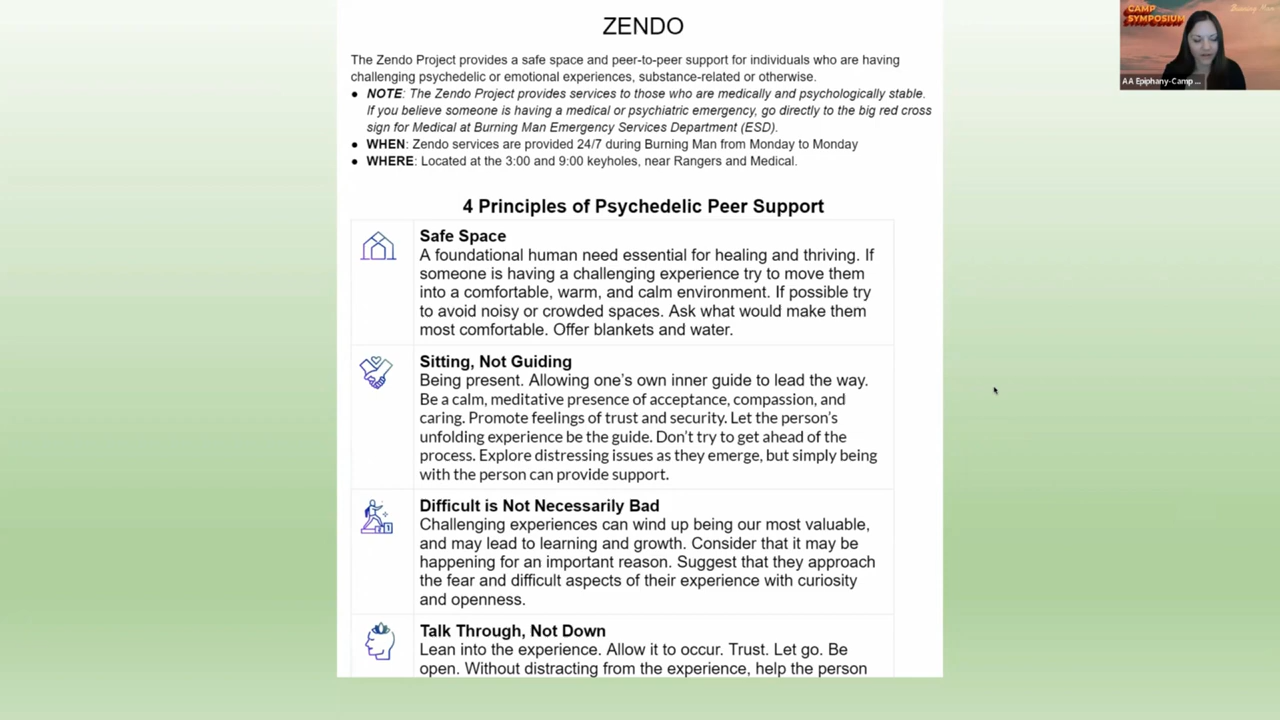 ZENDO
The Zendo Project provides a safe space and peer-to-peer support for individuals who are having
challenging psychedelic or emotional experiences, substance-related or otherwise.
● NOTE: The Zendo Project provides services to those who are medically and psychologically stable.
If you believe someone is having a medical or psychiatric emergency, go directly to the big red cross
sign for Medical at Burning Man Emergency Services Department (ESD).
● WHEN: Zendo services are provided 24/7 during Burning Man from Monday to Monday
● WHERE: Located at the 3:00 and 9:00 keyholes, near Rangers and Medical.
4 Principles of Psychedelic Peer Support
Safe Space
A foundational human need essential for healing and thriving. If
someone is having a challenging experience try to move them
into a comfortable, warm, and calm environment. If possible try
to avoid noisy or crowded spaces. Ask what would make them
most comfortable. Offer blankets and water.
Sitting, Not Guiding
Being present. Allowing one's own inner guide to lead the way.
Be a calm, meditative presence of acceptance, compassion, and
caring. Promote feelings of trust and security. Let the person's
unfolding experience be the guide. Don't try to get ahead of the
process. Explore distressing issues as they emerge, but simply being
with the person can provide support.
Difficult is Not Necessarily Bad
Challenging experiences can wind up being our most valuable,
and may lead to learning and growth. Consider that it may be
happening for an important reason. Suggest that they approach
the fear and difficult aspects of their experience with curiosity
and openness.
Talk Through, Not Down
Lean into the experience. Allow it to occur. Trust. Let go. Be
open. Without distracting from the experience, help the person
CAMP
SYMPOSIUM
Burning Man
AA Epiphany-Camp ...